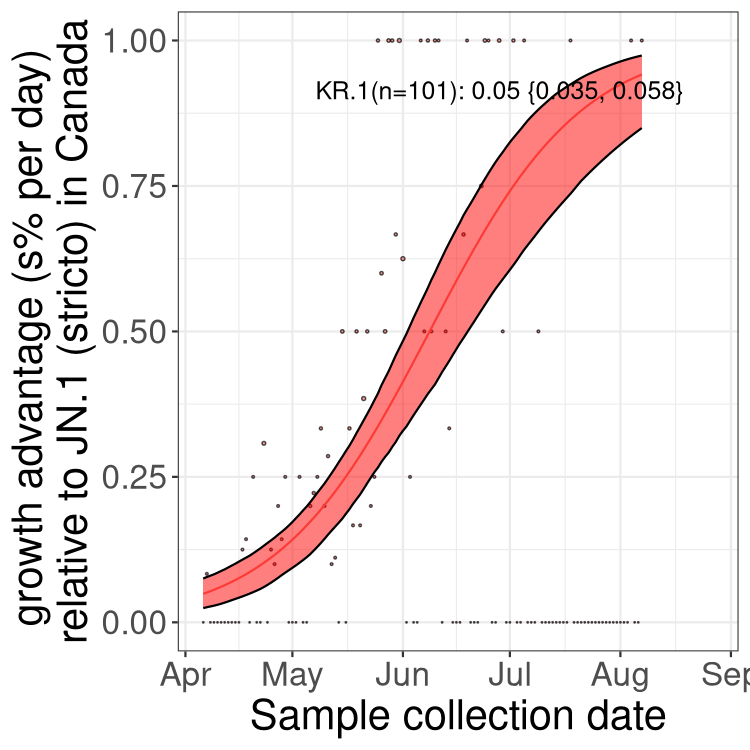 growth advantage (s% per day)
relative to JN.1 (stricto) in Canada
1.00
0.75
0.50
0.25
0.00
KR.1(n=101): 0.05 {0.035, 0.058}
Apr May Jun Jul Aug Sep
Sample collection date